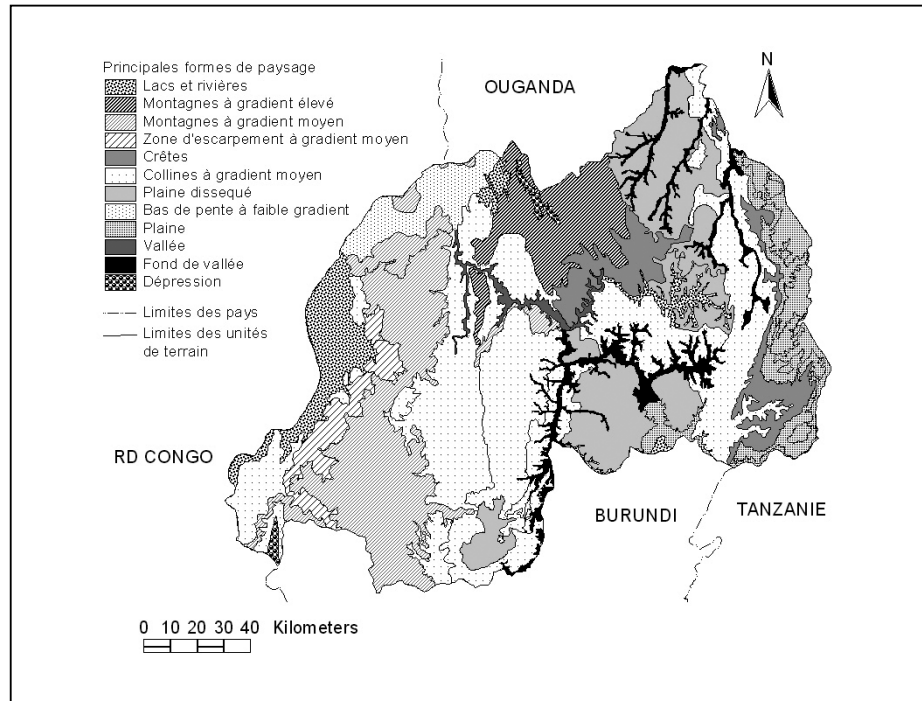 Principales formes de paysage
Lacs et rivières
Montagnes à gradient élevé
Montagnes à gradient moyen
Zone d'escarpement à gradient moyen
Crêtes
Collines à gradient moyen
Plaine dissequé
Bas de pente à faible gradient
Plaine
Vallée
Fond de vallée
Dépression
Limites des pays
Limites des unités
de terrain
OUGANDA
N
RD CONGO
BURUNDI
TANZANIE
0 10 20 30 40 Kilometers